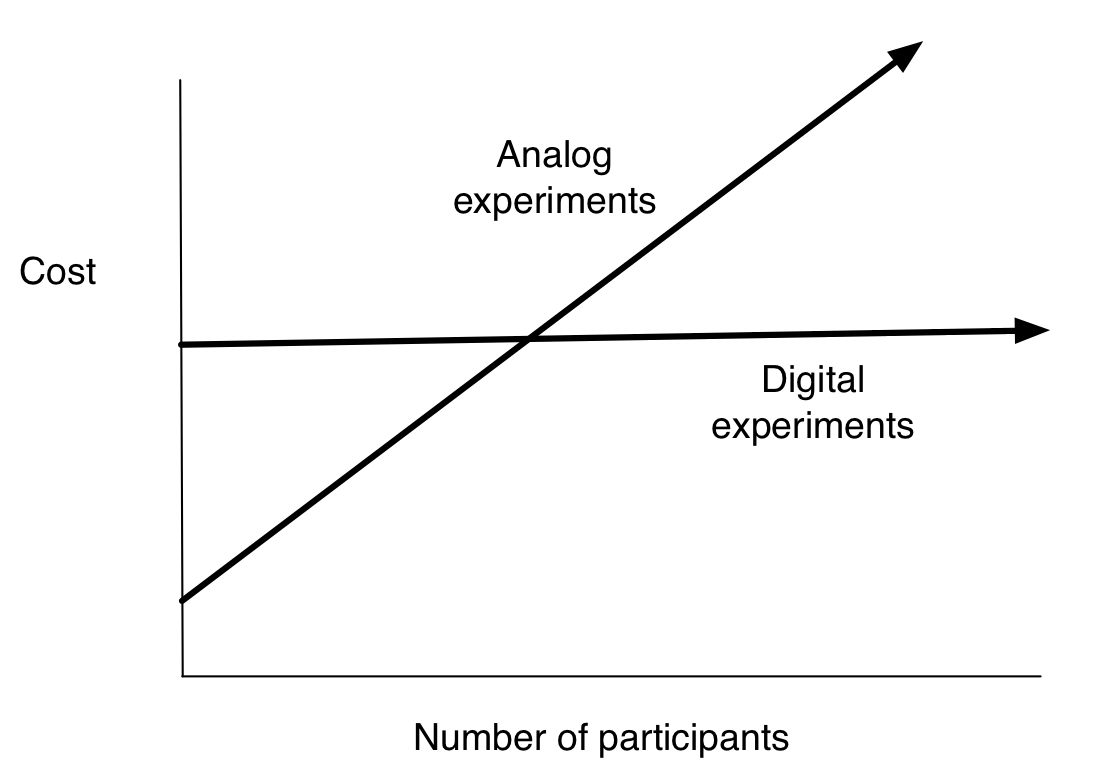 Analog
experiments
Cost
Digital
experiments
Number of participants